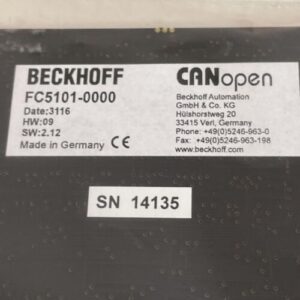 BECKHOFF
FC5101-0000
Date:3116
HW:09
SW:2.12
Made in Germany CE
CANopen
Beckhoff Automation
GmbH & Co. KG
Hülshorstweg 20
33415 Verl, Germany
Phone: +49(0)5246-963-0
Fax: +49(0)5246-963-198
www.beckhoff.com
SN 14135